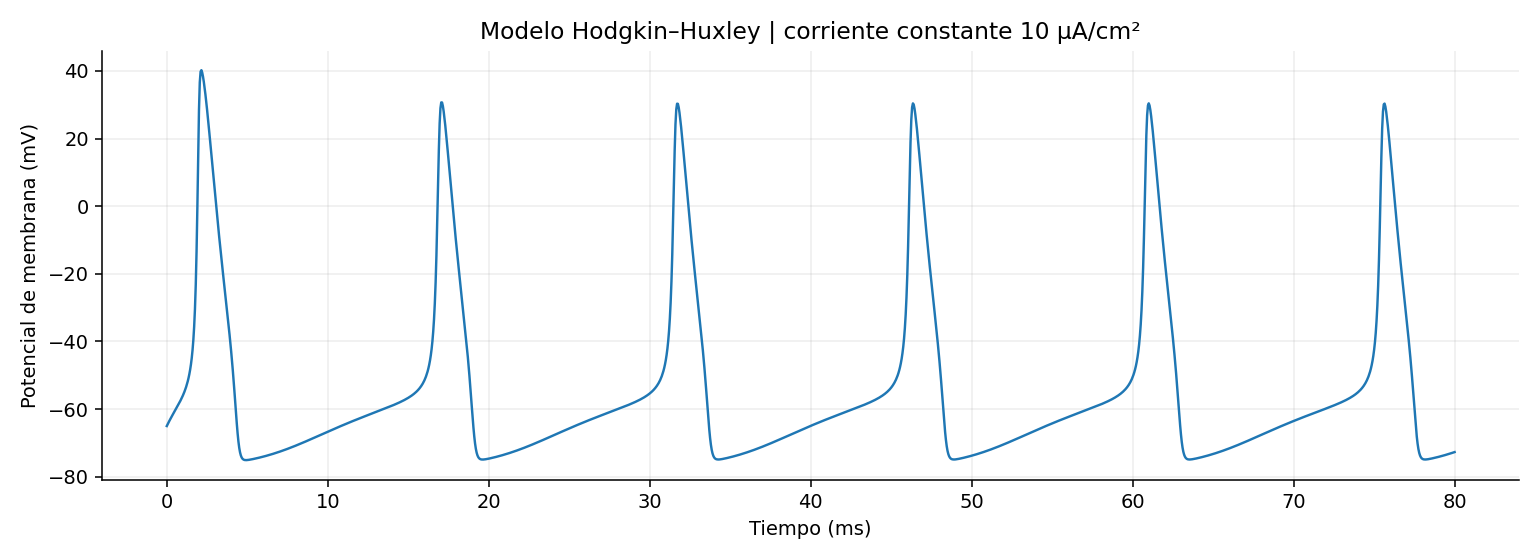 Modelo Hodgkin–Huxley | corriente constante 10 μA/cm²
Potencial de membrana (mV)
40
20
0
−20
−40
−60
−80
0 10 20 30 40 50 60 70 80
Tiempo (ms)